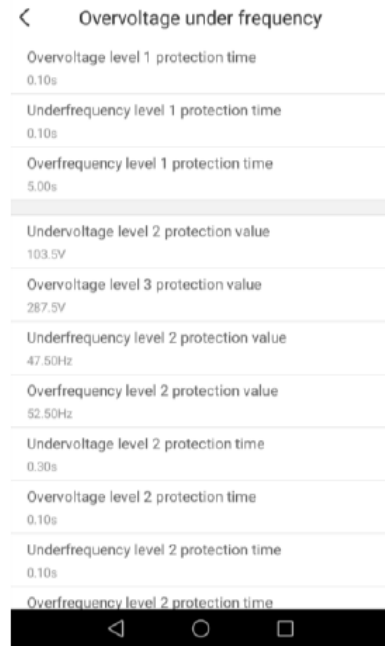 Overvoltage under frequency
Overvoltage level 1 protection time
0.10s
Underfrequency level 1 protection time
0.10s
Overfrequency level 1 protection time
5.00s
Undervoltage level 2 protection value
103.5V
Overvoltage level 3 protection value
287.5V
Underfrequency level 2 protection value
47.50Hz
Overfrequency level 2 protection value
52.50Hz
Undervoltage level 2 protection time
0.30s
Overvoltage level 2 protection time
0.10s
Underfrequency level 2 protection time
0.10s
Overfrequency level 2 protection time